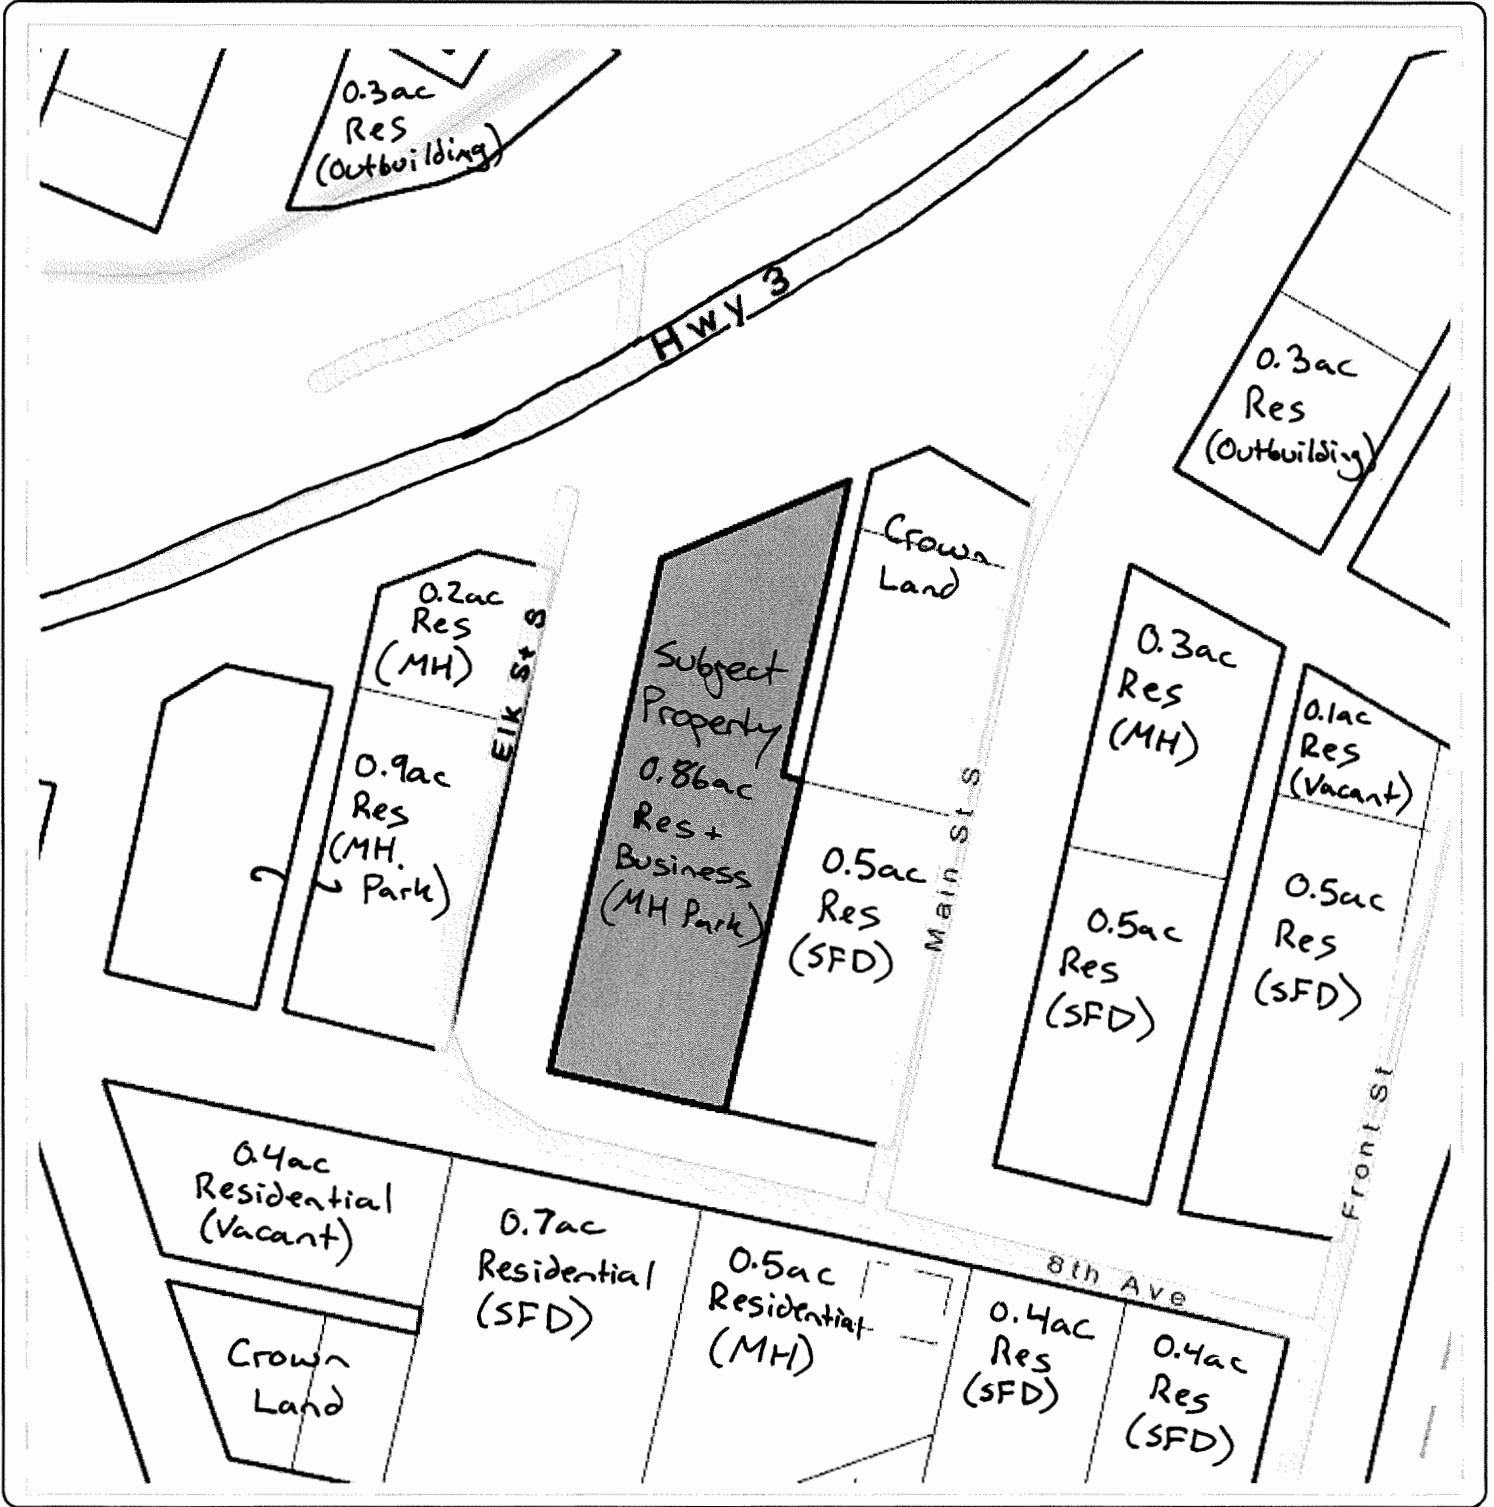 0.3ac
Res
(Outbuilding)
Hwy 3
0.3ac
Res
(Outbuilding)
Crown
Land
0.2ac
Res
(MH)
Elk St S
Subject
Property
0.86ac
Res +
Business
(MH Park)
0.9ac
Res
(MH.
Park)
0.5ac
Res
(SFD)
Main St S
0.3ac
Res
(MH)
0.1ac
Res
(Vacant)
0.5ac
Res
(SFD)
0.5ac
Res
(SFD)
Front St
0.4ac
Residential
(Vacant)
Crown
Land
0.7ac
Residential
(SFD)
0.5ac
Residential
(MH)
8th Ave
0.4ac
Res
(SFD)
0.4ac
Res
(SFD)